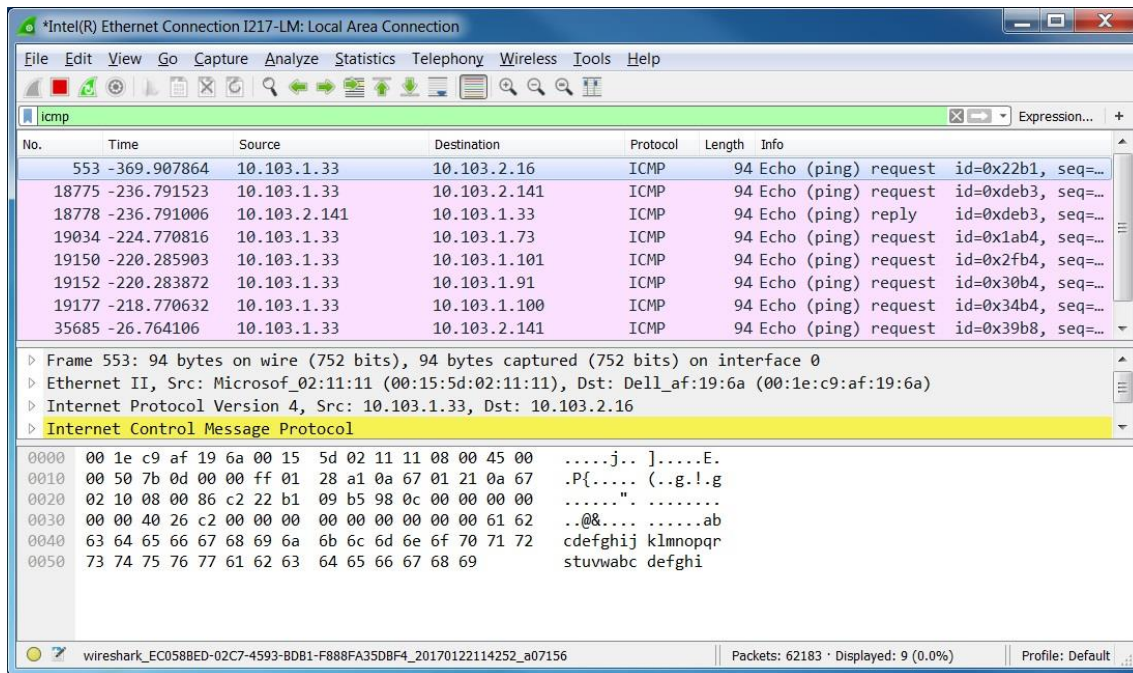 *Intel(R) Ethernet Connection I217-LM: Local Area Connection
File Edit View Go Capture Analyze Statistics Telephony Wireless Tools Help
icmp Expression... +
No. Time Source Destination Protocol Length Info
553 -369.907864 10.103.1.33 10.103.2.16 ICMP 94 Echo (ping) request id=0x22b1, seq=…
18775 -236.791523 10.103.1.33 10.103.2.141 ICMP 94 Echo (ping) request id=0xdeb3, seq=…
18778 -236.791006 10.103.2.141 10.103.1.33 ICMP 94 Echo (ping) reply id=0xdeb3, seq=…
19034 -224.770816 10.103.1.33 10.103.1.73 ICMP 94 Echo (ping) request id=0x1ab4, seq=…
19150 -220.285903 10.103.1.33 10.103.1.101 ICMP 94 Echo (ping) request id=0x2fb4, seq=…
19152 -220.283872 10.103.1.33 10.103.1.91 ICMP 94 Echo (ping) request id=0x30b4, seq=…
19177 -218.770632 10.103.1.33 10.103.1.100 ICMP 94 Echo (ping) request id=0x34b4, seq=…
35685 -26.764106 10.103.1.33 10.103.2.141 ICMP 94 Echo (ping) request id=0x39b8, seq=…
Frame 553: 94 bytes on wire (752 bits), 94 bytes captured (752 bits) on interface 0
Ethernet II, Src: Microsof_02:11:11 (00:15:5d:02:11:11), Dst: Dell_af:19:6a (00:1e:c9:af:19:6a)
Internet Protocol Version 4, Src: 10.103.1.33, Dst: 10.103.2.16
Internet Control Message Protocol
0000 00 1e c9 af 19 6a 00 15 5d 02 11 11 08 00 45 00 .....j.. ].....E.
0010 00 50 7b 0d 00 00 ff 01 28 a1 0a 67 01 21 0a 67 .P{..... (..g.!.g
0020 02 10 08 00 86 c2 22 b1 09 b5 98 0c 00 00 00 00 ......". ........
0030 00 00 40 26 c2 00 00 00 00 00 00 00 00 00 61 62 ..@&.... ......ab
0040 63 64 65 66 67 68 69 6a 6b 6c 6d 6e 6f 70 71 72 cdefghij klmnopqr
0050 73 74 75 76 77 61 62 63 64 65 66 67 68 69 stuvwabc defghi
wireshark_EC058BED-02C7-4593-BDB1-F888FA35DBF4_20170122114252_a07156 Packets: 62183 · Displayed: 9 (0.0%) Profile: Default